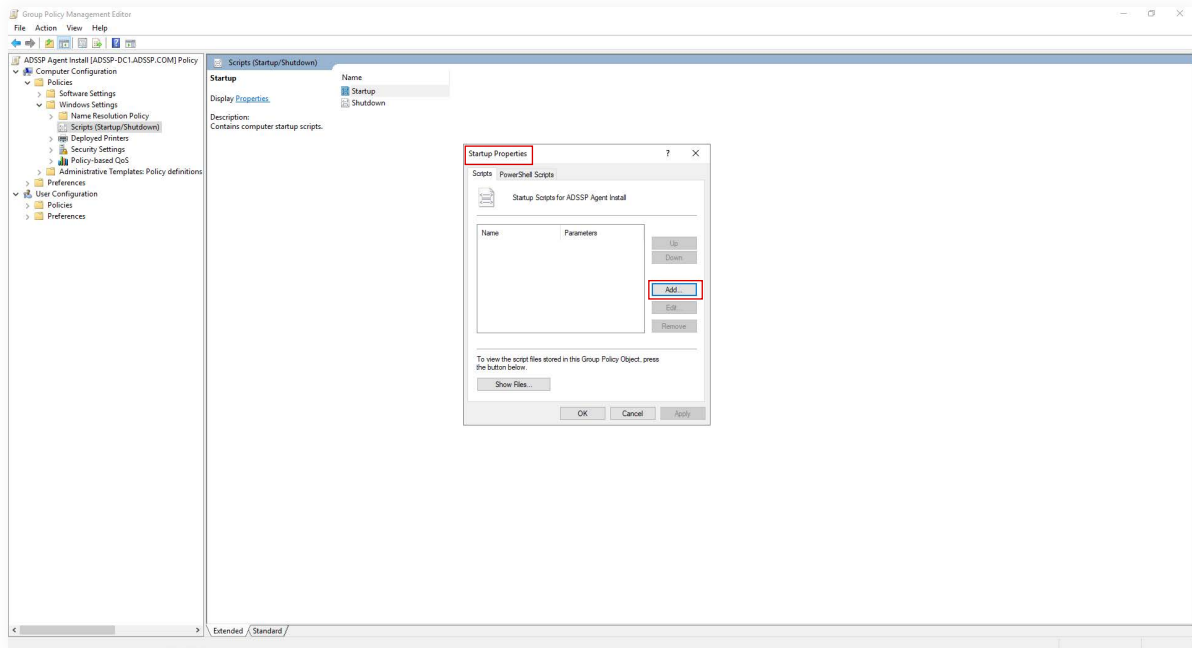 Group Policy Management Editor
File Action View Help
ADSSP Agent Install [ADSSP-DC1.ADSSP.COM] Policy
Computer Configuration
Policies
Software Settings
Windows Settings
Name Resolution Policy
Scripts (Startup/Shutdown)
Deployed Printers
Security Settings
Policy-based QoS
Administrative Templates: Policy definitions
Preferences
User Configuration
Policies
Preferences
Scripts (Startup/Shutdown)
Startup
Display Properties
Description:
Contains computer startup scripts.
Name
Startup
Shutdown
Startup Properties
Scripts PowerShell Scripts
Startup Scripts for ADSSP Agent Install
Name Parameters
Up
Down
Add...
Edit...
Remove
To view the script files stored in this Group Policy Object, press
the button below.
Show Files...
OK Cancel Apply
Extended Standard